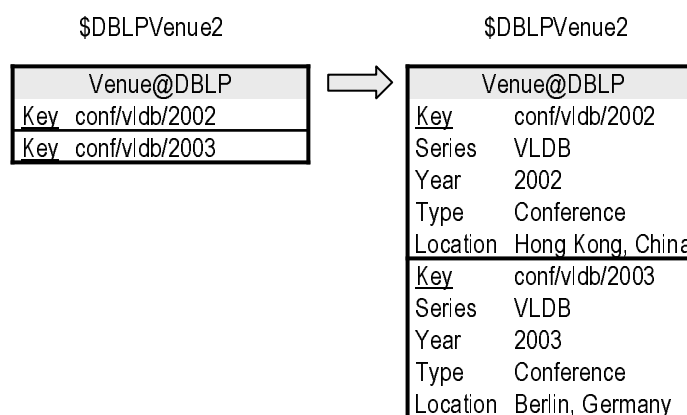 $DBLPVenue2
Venue@DBLP
Key conf/vldb/2002
Key conf/vldb/2003
$DBLPVenue2
Venue@DBLP
Key conf/vldb/2002
Series VLDB
Year 2002
Type Conference
Location Hong Kong, China
Key conf/vldb/2003
Series VLDB
Year 2003
Type Conference
Location Berlin, Germany